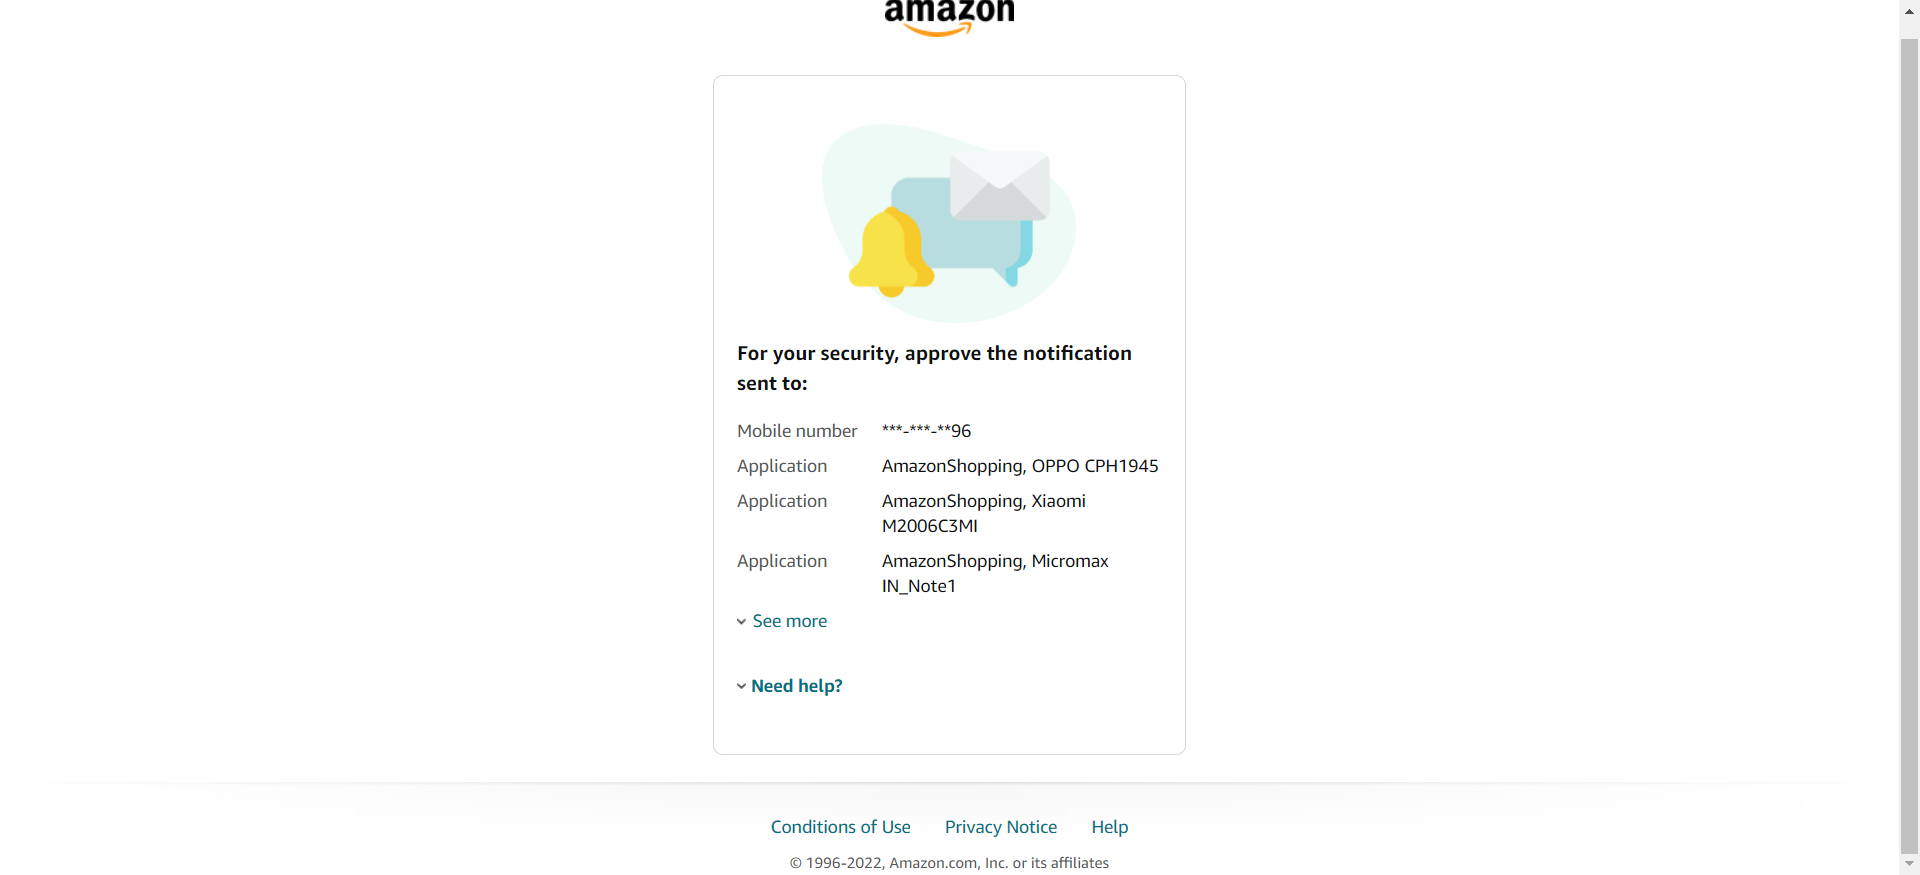 amazon
For your security, approve the notification
sent to:
Mobile number ***-***-**96
Application AmazonShopping, OPPO CPH1945
Application AmazonShopping, Xiaomi
M2006C3MI
Application AmazonShopping, Micromax
IN_Note1
See more
Need help?
Conditions of Use Privacy Notice Help
© 1996-2022, Amazon.com, Inc. or its affiliates